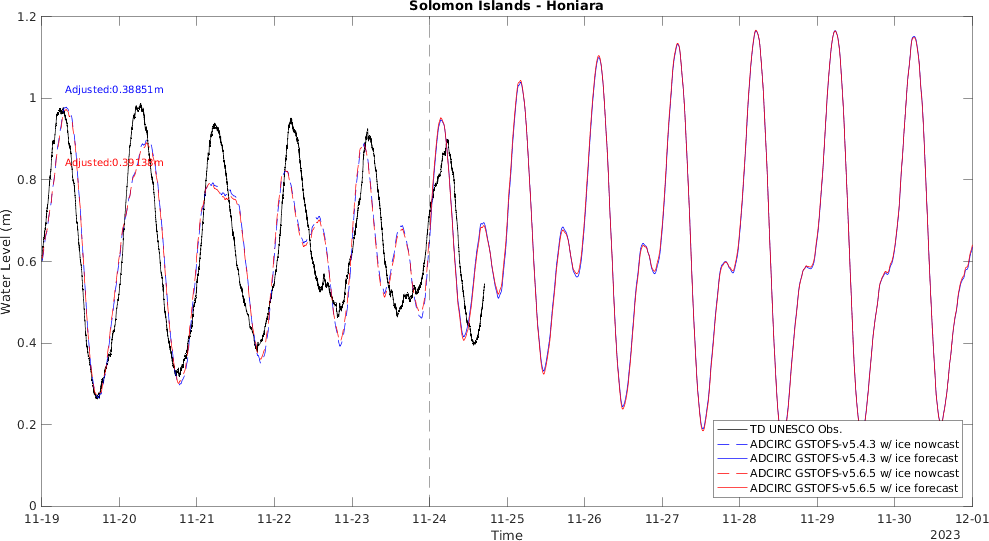 Solomon Islands - Honiara
1.2
1
0.8
0.6
0.4
0.2
0
Water Level (m)
Adjusted:0.38851m
Adjusted:0.39138m
TD UNESCO Obs.
ADCIRC GSTOFS-v5.4.3 w/ ice nowcast
ADCIRC GSTOFS-v5.4.3 w/ ice forecast
ADCIRC GSTOFS-v5.6.5 w/ ice nowcast
ADCIRC GSTOFS-v5.6.5 w/ ice forecast
11-19 11-20 11-21 11-22 11-23 11-24 11-25 11-26 11-27 11-28 11-29 11-30 12-01
Time
2023